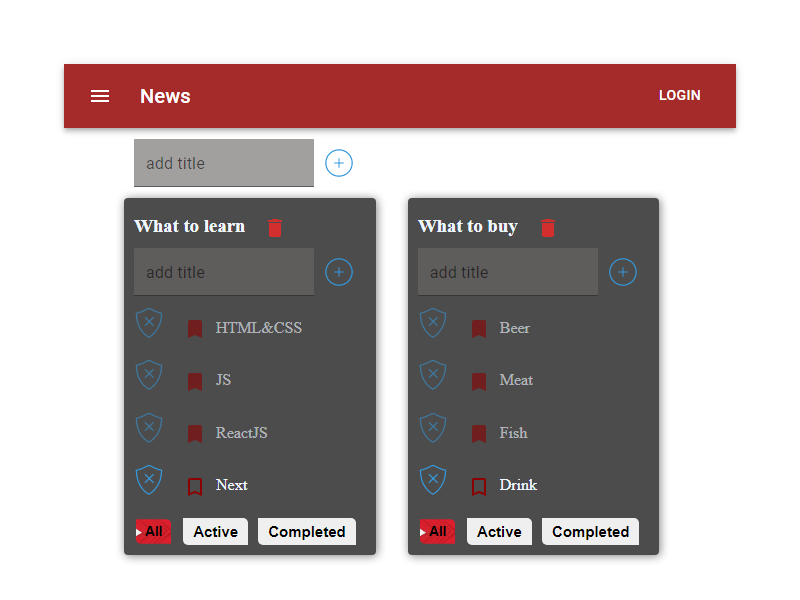 News
LOGIN
add title
What to learn
add title
HTML&CSS
JS
ReactJS
Next
All
Active
Completed
What to buy
add title
Beer
Meat
Fish
Drink
All
Active
Completed